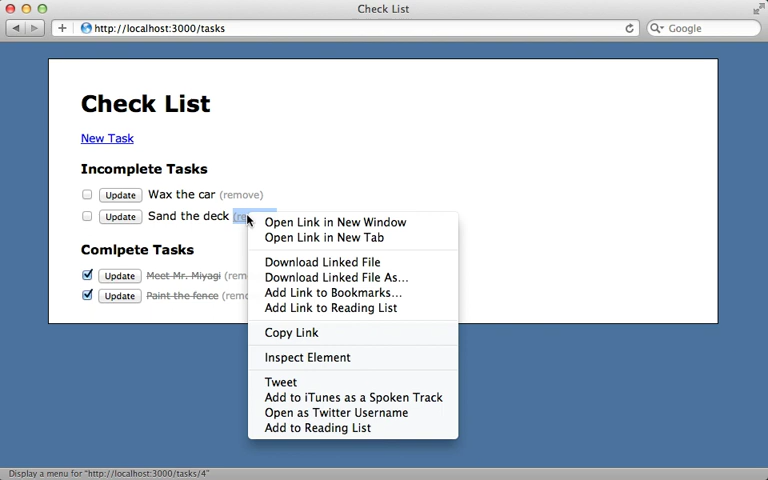 Check List
http://localhost:3000/tasks
Google
Check List
New Task
Incomplete Tasks
Update Wax the car (remove)
Update Sand the deck (re
Comlpete Tasks
Update Meet Mr. Miyagi (rem
Update Paint the fence (remo
Open Link in New Window
Open Link in New Tab
Download Linked File
Download Linked File As...
Add Link to Bookmarks...
Add Link to Reading List
Copy Link
Inspect Element
Tweet
Add to iTunes as a Spoken Track
Open as Twitter Username
Add to Reading List
Display a menu for "http://localhost:3000/tasks/4"